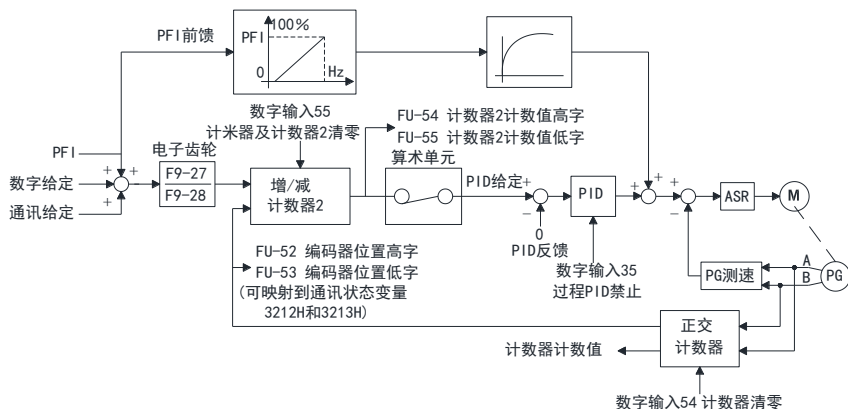 PFI前馈
100%
PFI
0
Hz
数字输入55
计米器及计数器2清零
FU-54 计数器2计数值高字
FU-55 计数器2计数值低字
PFI
数字给定
通讯给定
+
+
+
-
电子齿轮
F9-27
F9-28
增/减
计数器2
算术单元
PID给定
+
-
0
PID反馈
PID
数字输入35
过程PID禁止
+
+
+
-
ASR
M
PG测速
A
B
PG
FU-52 编码器位置高字
FU-53 编码器位置低字
(可映射到通讯状态变量
3212H和3213H)
正交
计数器
计数器计数值
数字输入54 计数器清零